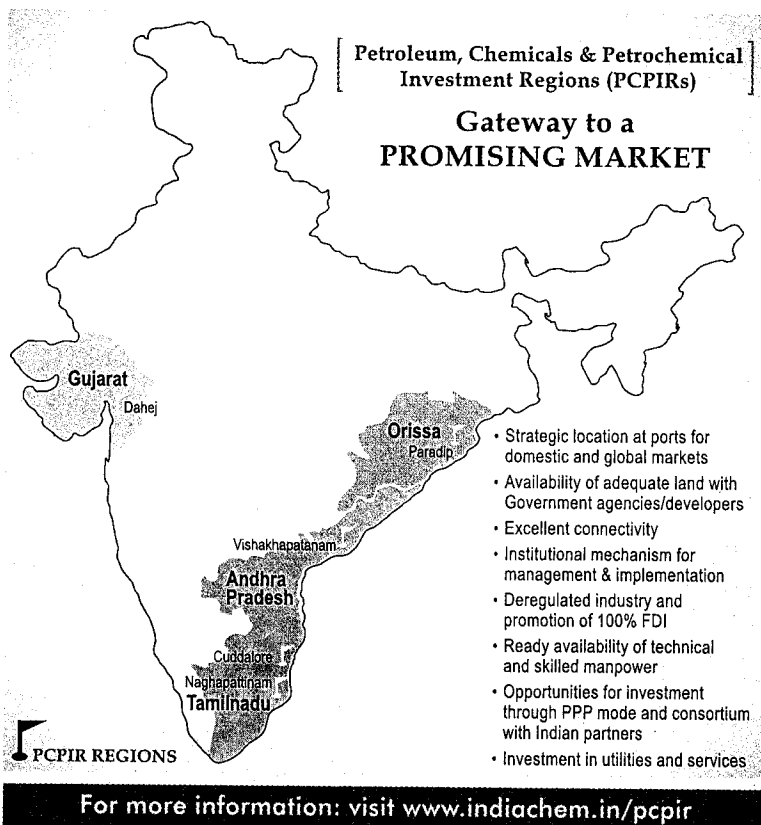 Petroleum, Chemicals & Petrochemical
Investment Regions (PCPIRs)
Gateway to a
PROMISING MARKET
Gujarat
Dahej
Orissa
Paradip
Vishakhapatanam
Andhra
Pradesh
Cuddalore
Naghapattinam
Tamilnadu
• Strategic location at ports for
domestic and global markets
• Availability of adequate land with
Government agencies/developers
• Excellent connectivity
• Institutional mechanism for
management & implementation
• Deregulated industry and
promotion of 100% FDI
• Ready availability of technical
and skilled manpower
• Opportunities for investment
through PPP mode and consortium
with Indian partners
• Investment in utilities and services
PCPIR REGIONS
For more information: visit www.indiachem.in/pcpir